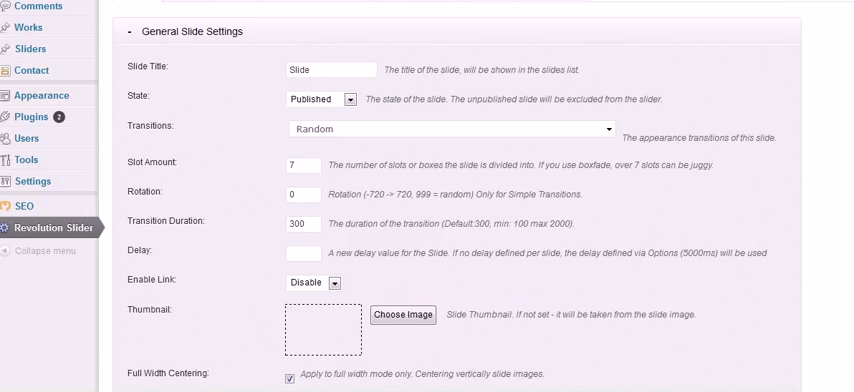 Comments
Works
Sliders
Contact
Appearance
Plugins 2
Users
Tools
Settings
SEO
Revolution Slider
Collapse menu
- General Slide Settings
Slide Title: Slide The title of the slide, will be shown in the slides list.
State: Published The state of the slide. The unpublished slide will be excluded from the slider.
Transitions: Random The appearance transitions of this slide.
Slot Amount: 7 The number of slots or boxes the slide is divided into. If you use boxfade, over 7 slots can be juggy.
Rotation: 0 Rotation (-720 -> 720, 999 = random) Only for Simple Transitions.
Transition Duration: 300 The duration of the transition (Default:300, min: 100 max 2000).
Delay: A new delay value for the Slide. If no delay defined per slide, the delay defined via Options (5000ms) will be used
Enable Link: Disable
Thumbnail: Choose Image Slide Thumbnail. If not set - it will be taken from the slide image.
Full Width Centering: Apply to full width mode only. Centering vertically slide images.